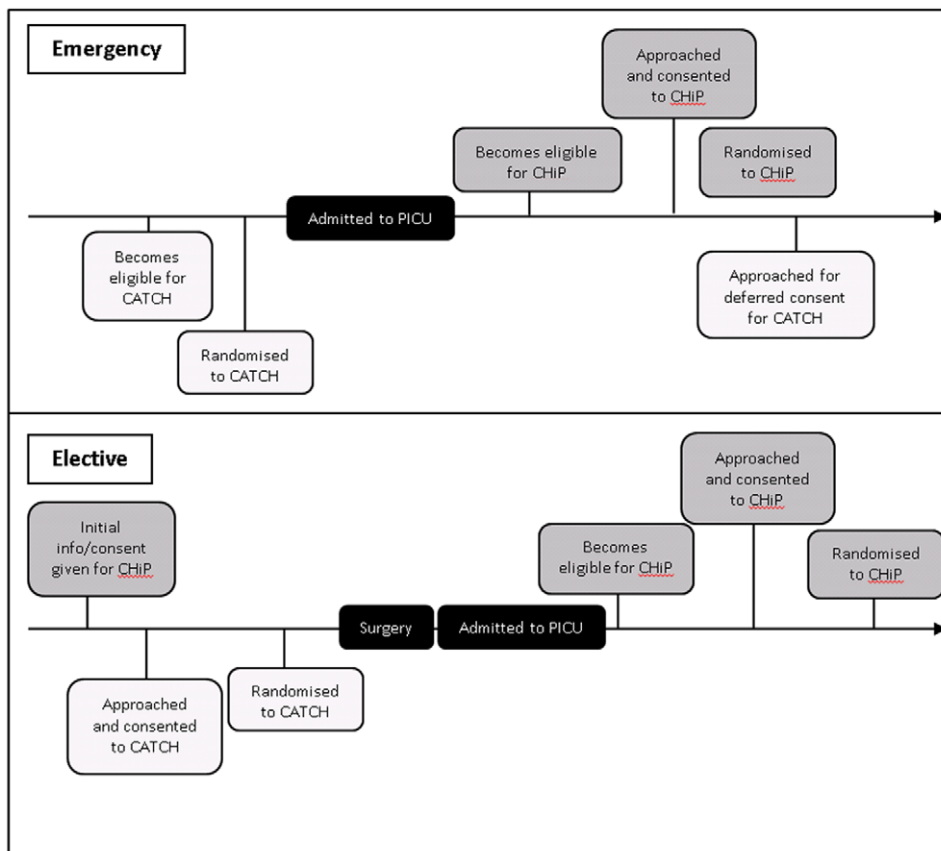 Emergency
Approached
and consented
to CHiP
Becomes eligible
for CHiP
Randomised
to CHiP
Admitted to PICU
Becomes
eligible for
CATCH
Randomised
to CATCH
Approached for
deferred consent
for CATCH
Elective
Initial
info/consent
given for CHiP
Approached
and consented
to CHiP
Becomes
eligible for CHiP
Randomised
to CHiP
Surgery
Admitted to PICU
Approached
and consented
to CATCH
Randomised
to CATCH